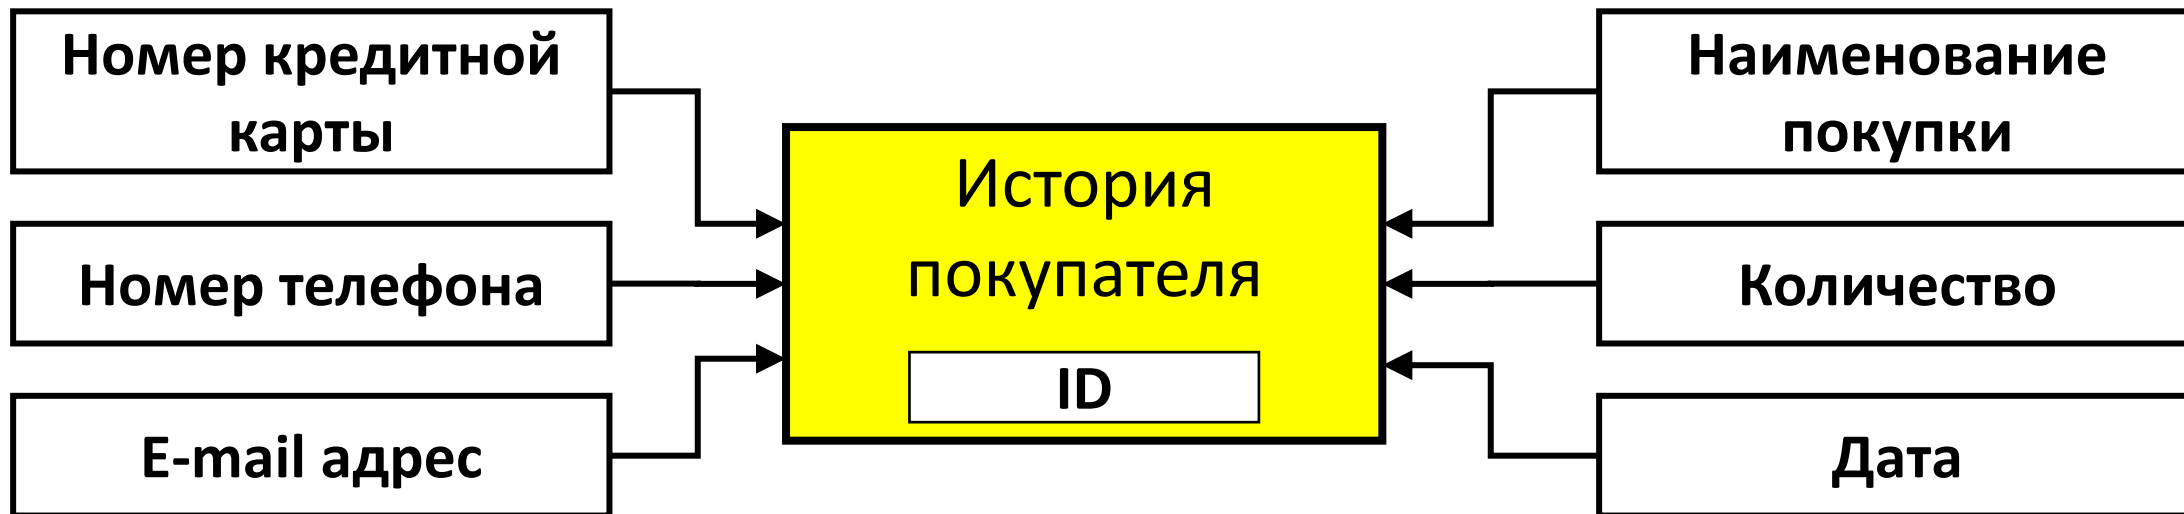 Номер кредитной
карты
Номер телефона
E-mail адрес
История
покупателя
ID
Наименование
покупки
Количество
Дата